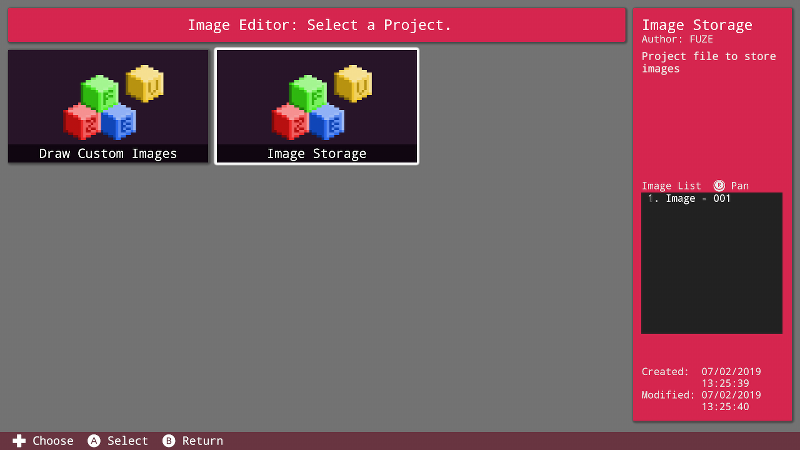 Image Editor: Select a Project.
Draw Custom Images
Image Storage
Image Storage
Author: FUZE
Project file to store
images
Image List Pan
1. Image - 001
Created: 07/02/2019
13:25:39
Modified: 07/02/2019
13:25:40
Choose A Select B Return